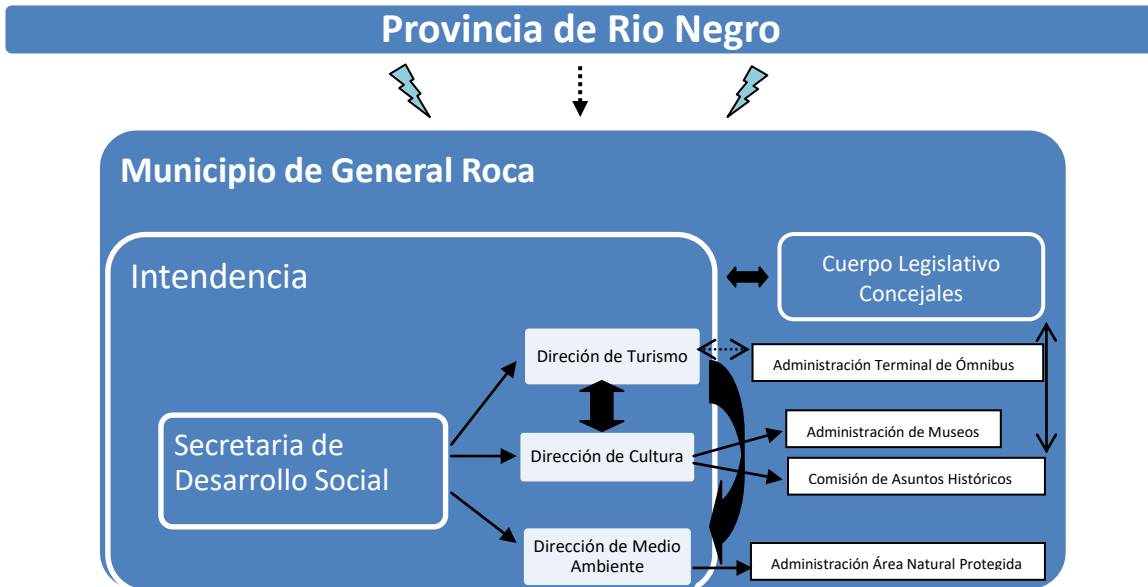 Provincia de Rio Negro
Municipio de General Roca
Intendencia
Cuerpo Legislativo
Concejales
Direción de Turismo
Administración Terminal de Ómnibus
Secretaria de
Desarrollo Social
Dirección de Cultura
Administración de Museos
Comisión de Asuntos Históricos
Dirección de Medio
Ambiente
Administración Área Natural Protegida